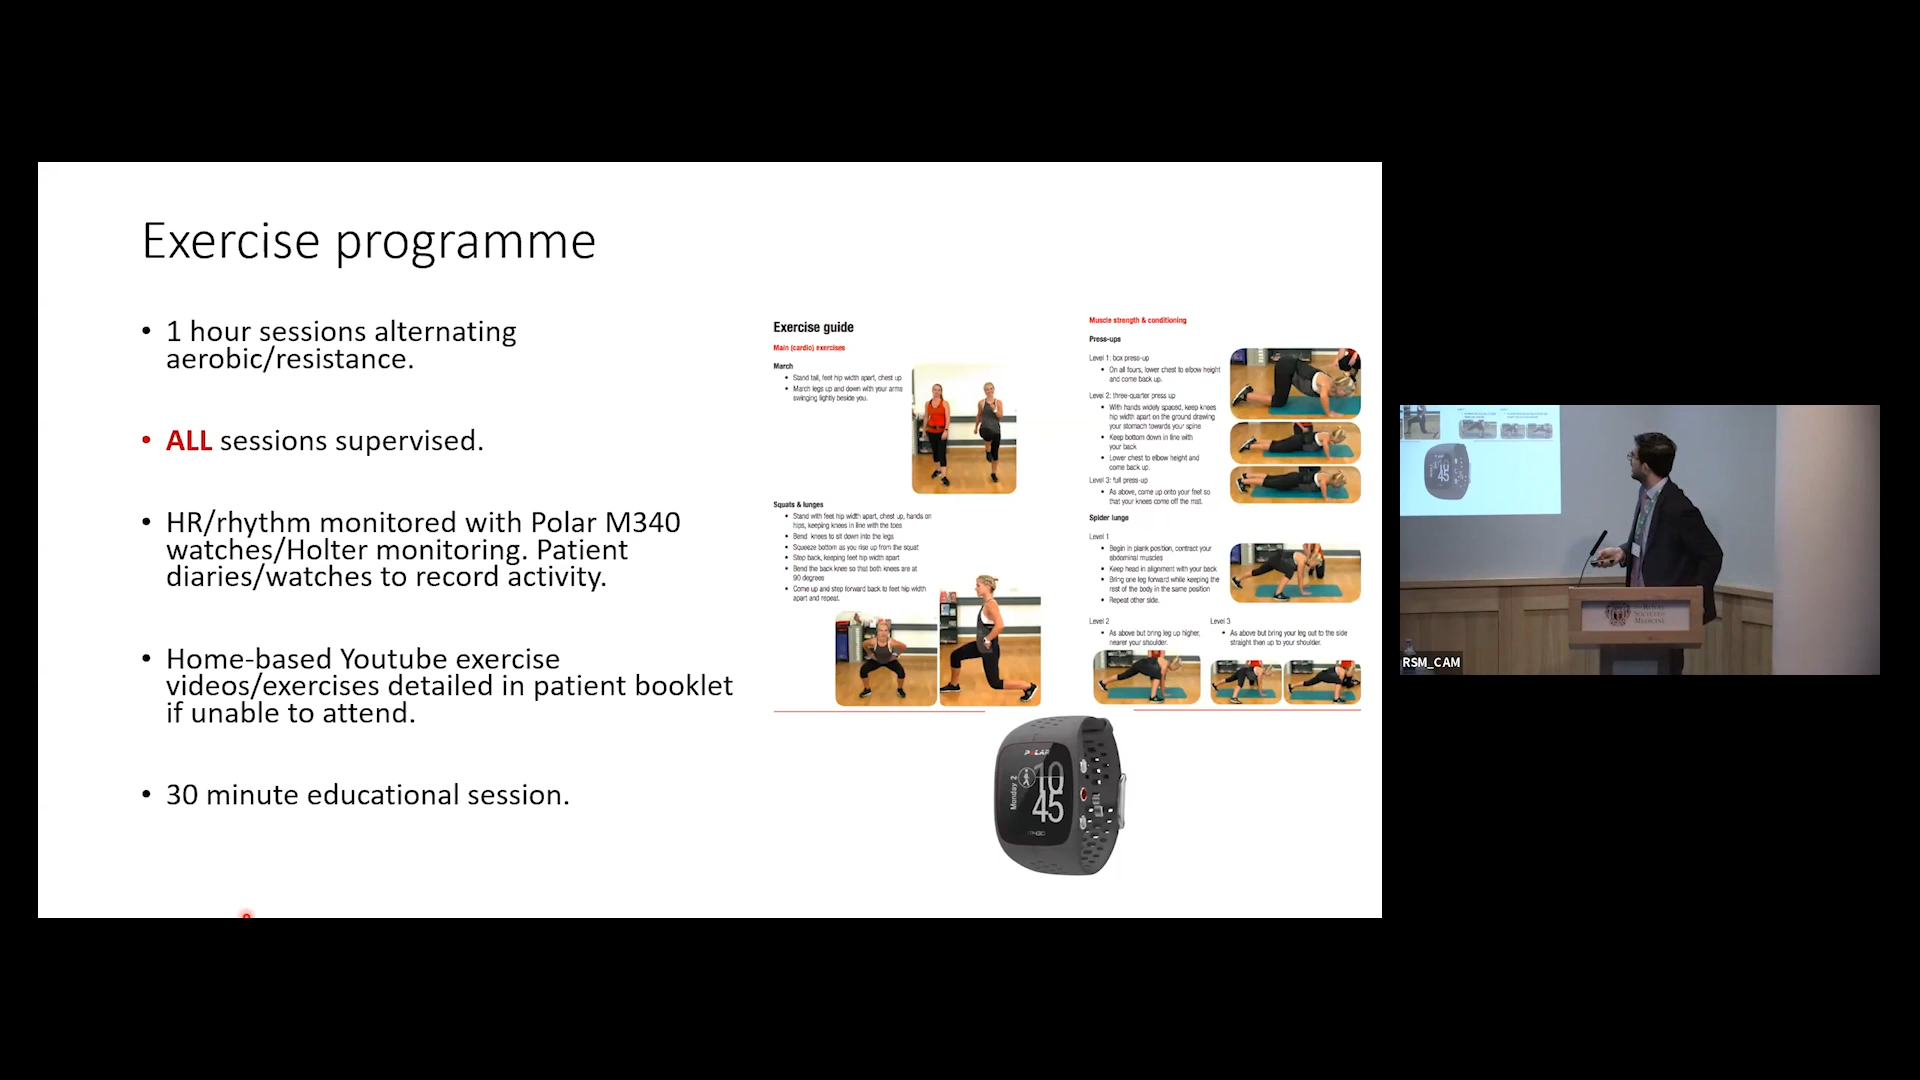 Exercise programme
• 1 hour sessions alternating
aerobic/resistance.
• ALL sessions supervised.
• HR/rhythm monitored with Polar M340
watches/Holter monitoring. Patient
diaries/watches to record activity.
• Home-based Youtube exercise
videos/exercises detailed in patient booklet
if unable to attend.
• 30 minute educational session.
Exercise guide
Main (cardio) exercises
March
• Stand tall, feet hip width apart, chest up
• March legs up and down with your arms
swinging lightly beside you.
Squats & lunges
• Stand with feet hip width apart, chest up, hands on
hips, keeping knees in line with the toes
• Bend knees to sit down into the legs
• Squeeze bottom as you rise up from the squat
• Step back, keeping feet hip width apart
• Bend the back knee so that both knees are at
90 degrees
• Come up and step forward back to feet hip width
apart and repeat.
Muscle strength & conditioning
Press-ups
Level 1: box press-up
• On all fours, lower chest to elbow height
and come back up.
Level 2: three-quarter press up
• With hands widely spaced, keep knees
hip width apart on the ground drawing
your stomach towards your spine
• Keep bottom down in line with
your back
• Lower chest to elbow height and
come back up.
Level 3: full press-up
• As above, come up onto your feet so
that your knees come off the mat.
Spider lunge
Level 1
• Begin in plank position, contract your
abdominal muscles
• Keep head in alignment with your back
• Bring one leg forward while keeping the
rest of the body in the same position
• Repeat other side.
Level 2
• As above but bring leg up higher,
nearer your shoulder.
Level 3
• As above but bring your leg out to the side
straight then up to your shoulder.
POLAR
Monday 2
10
45
RSM_CAM